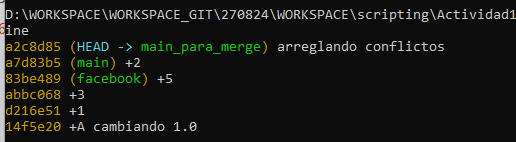 D:\WORKSPACE\WORKSPACE_GIT\270824\WORKSPACE\scripting\Actividad1
ine
a2c8d85 (HEAD -> main_para_merge) arreglando conflictos
a7d83b5 (main) +2
83be489 (facebook) +5
abbc068 +3
d216e51 +1
14f5e20 +A cambiando 1.0